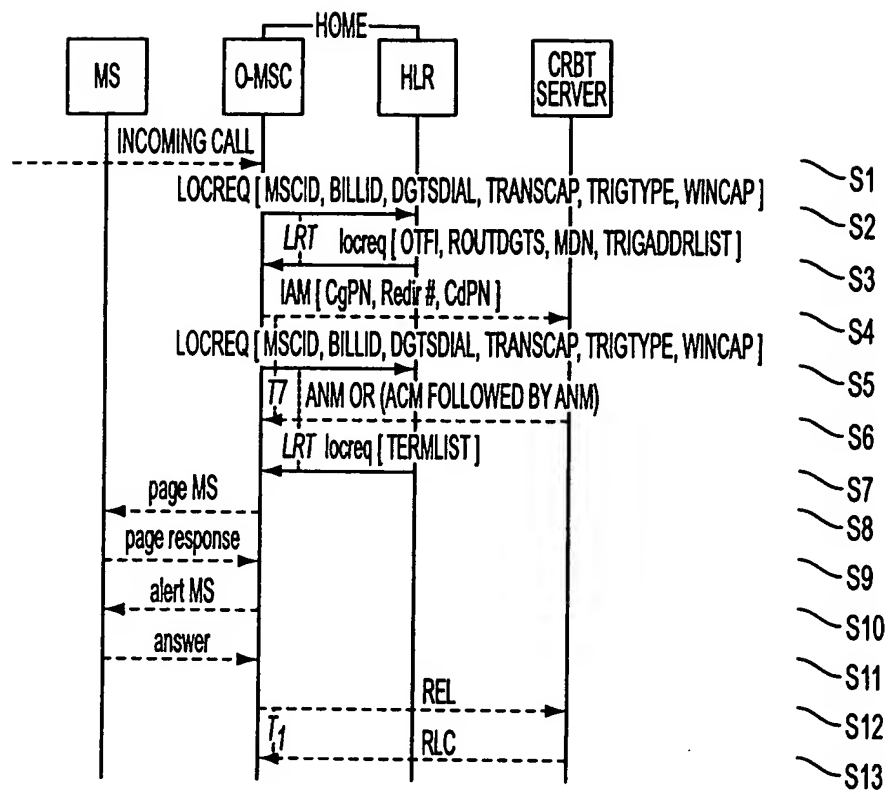 HOME
MS
O-MSC
HLR
CRBT
SERVER
INCOMING CALL
S1
LOCREQ [ MSCID, BILLID, DGTSDIAL, TRANSCAP, TRIGTYPE, WINCAP ]
S2
LRT locreq [ OTFI, ROUTDGTS, MDN, TRIGADDRLIST ]
S3
IAM [ CgPN, Redir #, CdPN ]
S4
LOCREQ [ MSCID, BILLID, DGTSDIAL, TRANSCAP, TRIGTYPE, WINCAP ]
S5
T7 ANM OR (ACM FOLLOWED BY ANM)
S6
LRT locreq [ TERMLIST ]
S7
page MS
S8
page response
S9
alert MS
S10
answer
S11
REL
S12
T1 RLC
S13